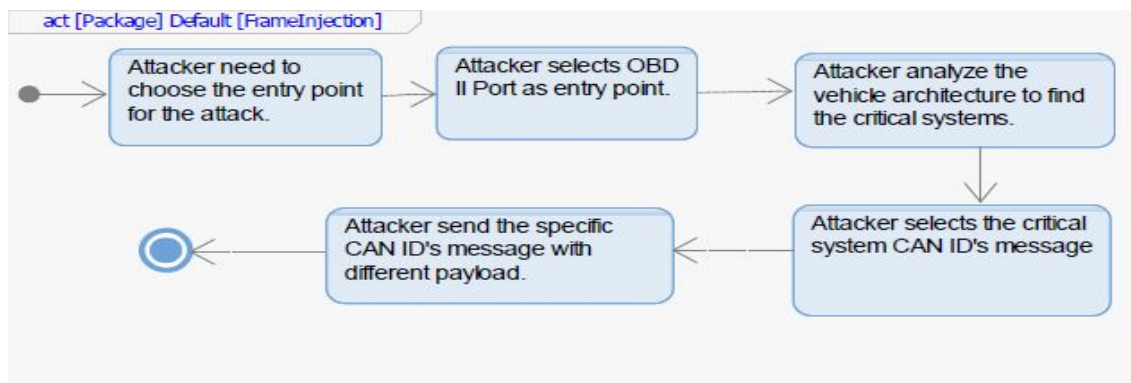 act [Package] Default [FrameInjection]
Attacker need to
choose the entry point
for the attack.
Attacker selects OBD
II Port as entry point.
Attacker analyze the
vehicle architecture to find
the critical systems.
Attacker selects the critical
system CAN ID's message
Attacker send the specific
CAN ID's message with
different payload.